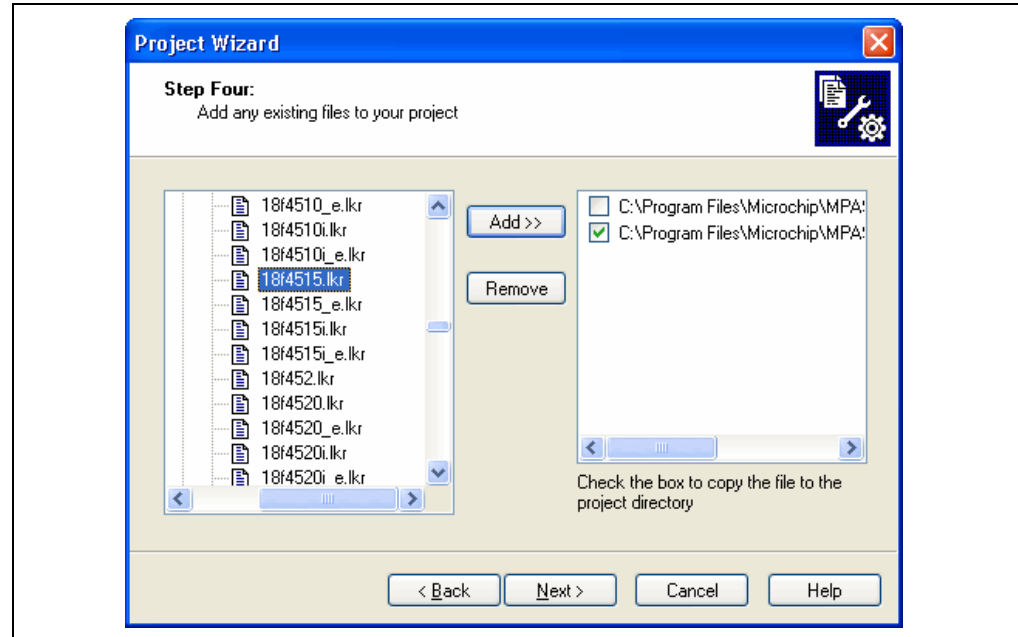 Project Wizard
Step Four:
Add any existing files to your project
18f4510_e.lkr
18f4510i.lkr
18f4510i_e.lkr
18f4515.lkr
18f4515_e.lkr
18f4515i.lkr
18f4515i_e.lkr
18f452.lkr
18f4520.lkr
18f4520_e.lkr
18f4520i.lkr
18f4520i_e.lkr
Add >>
Remove
C:\Program Files\Microchip\MPA
C:\Program Files\Microchip\MPA
Check the box to copy the file to the
project directory
< Back
Next >
Cancel
Help